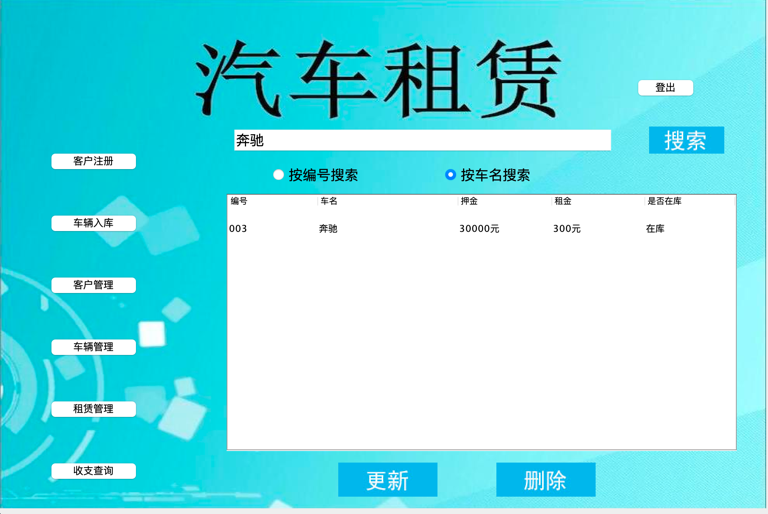 汽车租赁
登出
奔驰
搜索
按编号搜索 按车名搜索
客户注册
车辆入库
客户管理
车辆管理
租赁管理
收支查询
编号 车名 押金 租金 是否在库
003 奔驰 30000元 300元 在库
更新 删除